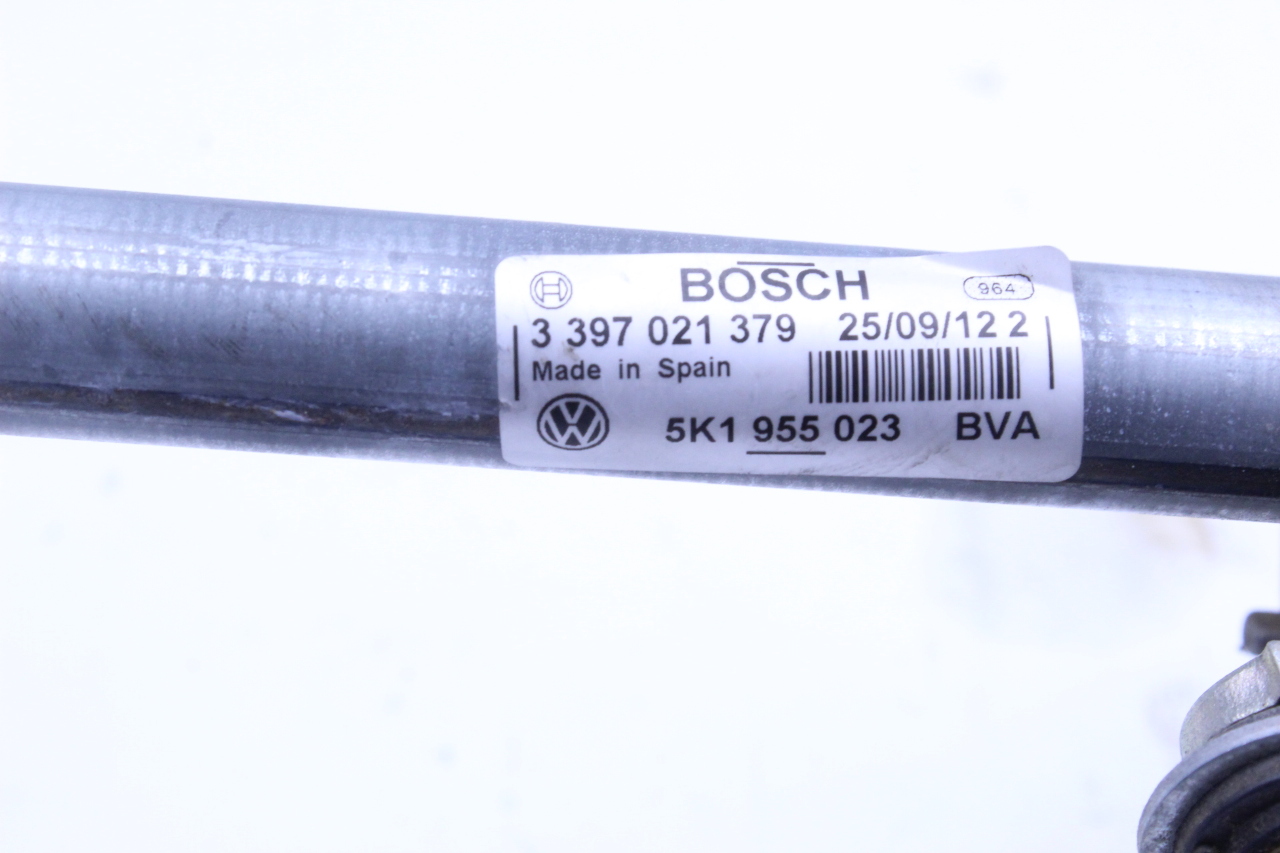 BOSCH 964
3 397 021 379 25/09/12 2
Made in Spain
5K1 955 023 BVA